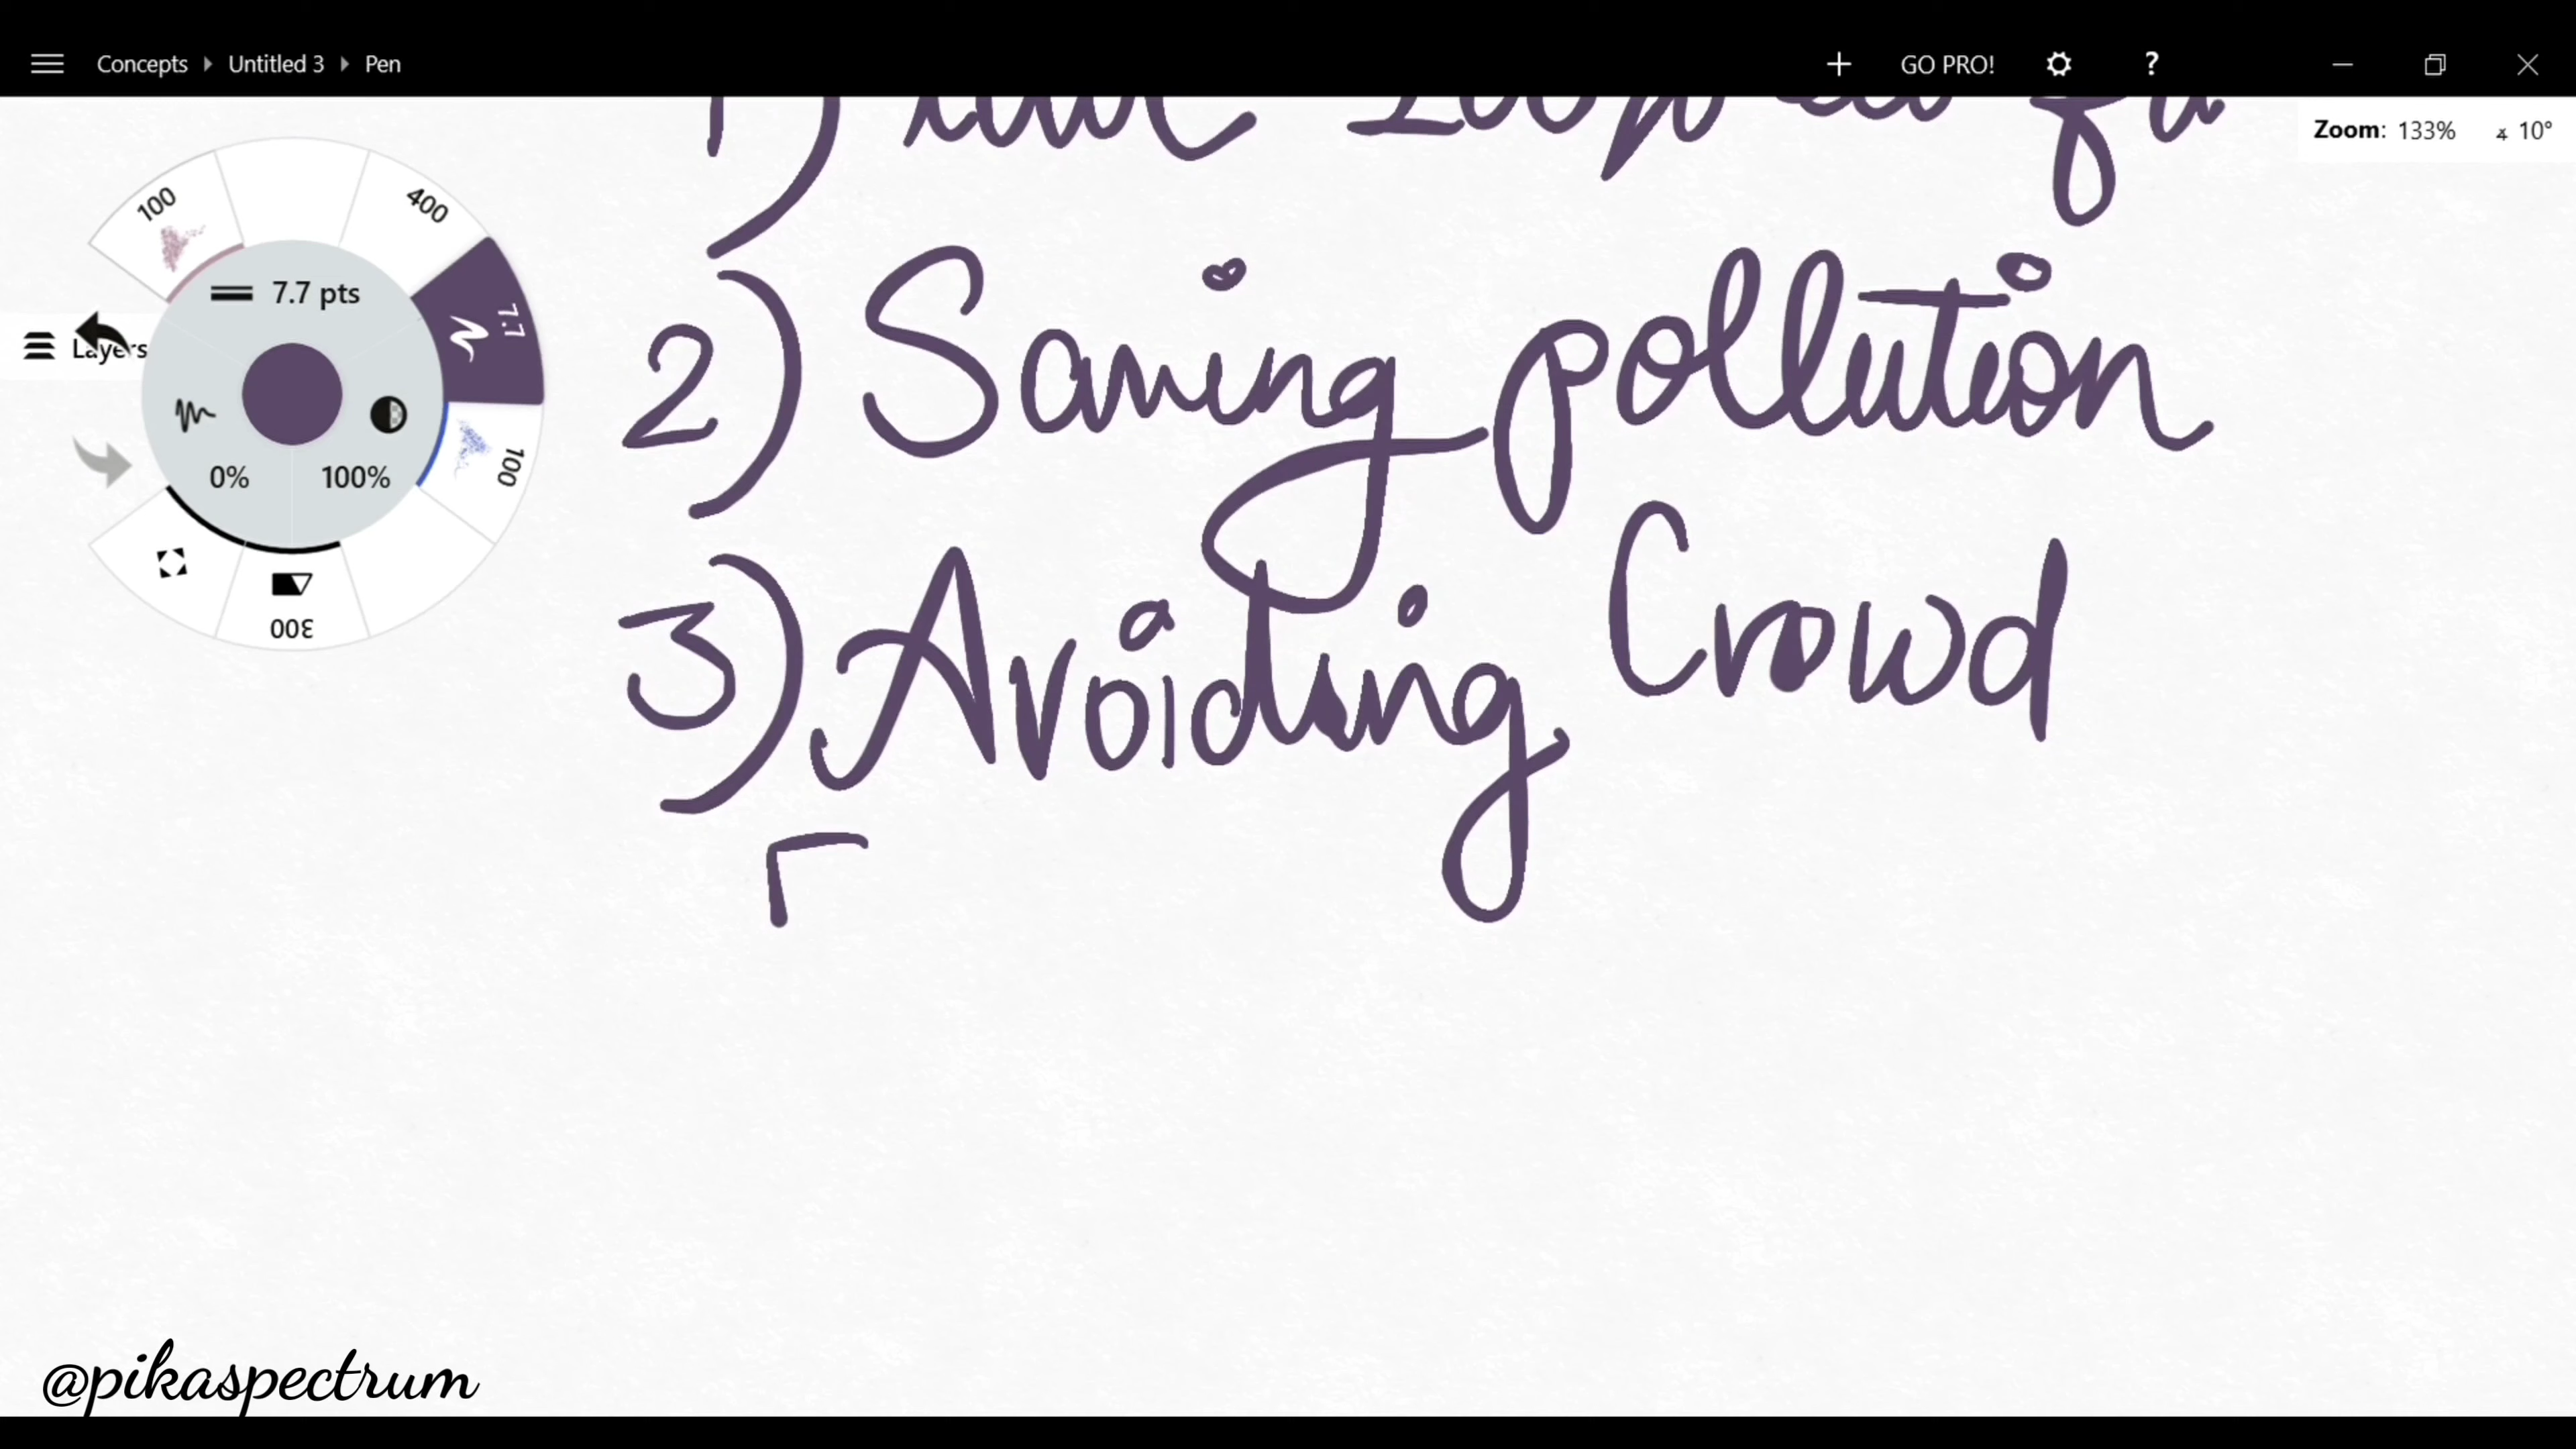 Concepts ▸ Untitled 3 ▸ Pen
GO PRO! ?
Zoom: 133% 10°
100
400
7.7 pts
7.7
Layers
100
0% 100%
300
1)
2) Saving pollution
3) Avoiding Crowd
@pikaspectrum